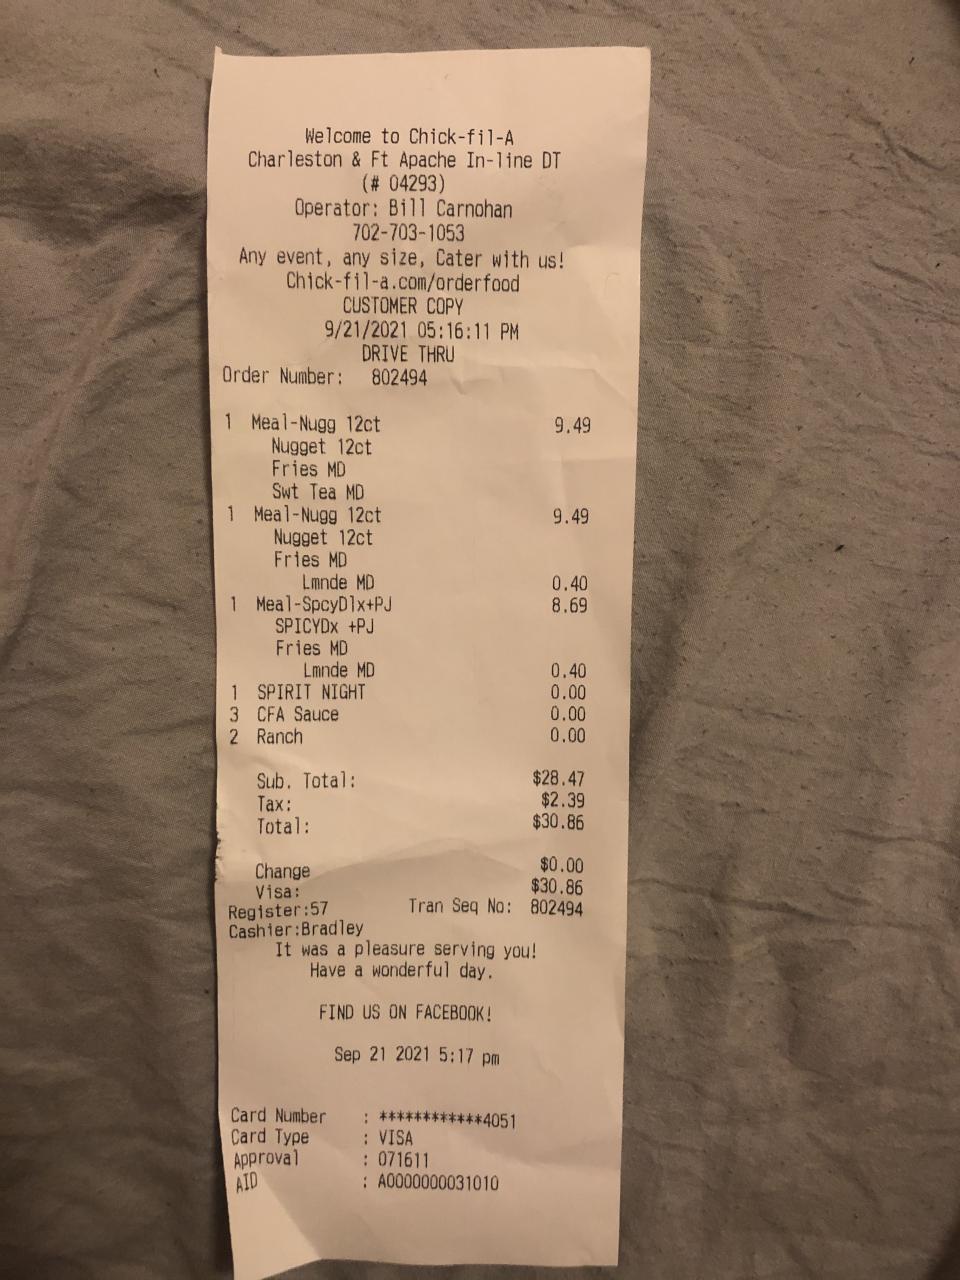 Welcome to Chick-fil-A
Charleston & Ft Apache In-line DT
(# 04293)
Operator: Bill Carnohan
702-703-1053
Any event, any size, Cater with us!
Chick-fil-a.com/orderfood
CUSTOMER COPY
9/21/2021 05:16:11 PM
DRIVE THRU
Order Number: 802494
1 Meal-Nugg 12ct 9.49
Nugget 12ct
Fries MD
Swt Tea MD
1 Meal-Nugg 12ct 9.49
Nugget 12ct
Fries MD
Lmnde MD 0.40
1 Meal-SpcyDlx+PJ 8.69
SPICYDx +PJ
Fries MD
Lmnde MD 0.40
1 SPIRIT NIGHT 0.00
3 CFA Sauce 0.00
2 Ranch 0.00
Sub. Total: $28.47
Tax: $2.39
Total: $30.86
Change $0.00
Visa: $30.86
Register:57 Tran Seq No: 802494
Cashier:Bradley
It was a pleasure serving you!
Have a wonderful day.
FIND US ON FACEBOOK!
Sep 21 2021 5:17 pm
Card Number : ************4051
Card Type : VISA
Approval : 071611
AID : A0000000031010